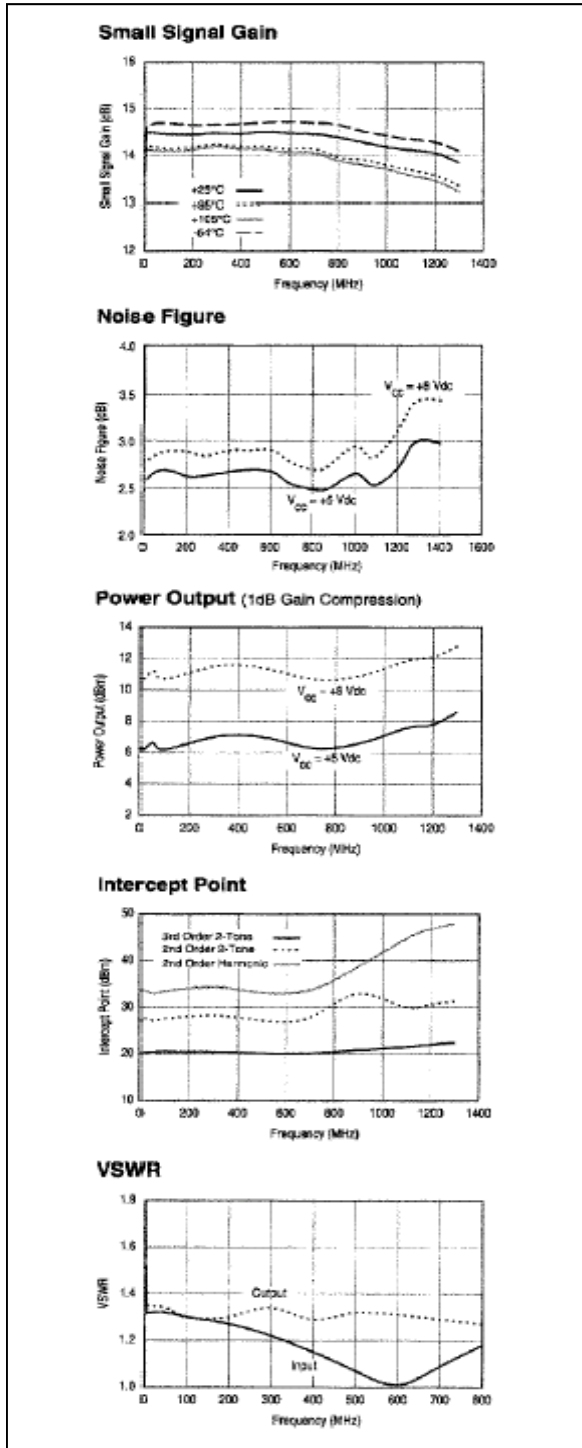 Small Signal Gain
Small Signal Gain (dB)
16
15
14
13
12
+25°C
+85°C
+105°C
-54°C
0 200 400 600 800 1000 1200 1400
Frequency (MHz)
Noise Figure
Noise Figure (dB)
4.0
3.5
3.0
2.5
2.0
VCC = +8 Vdc
VCC = +5 Vdc
0 200 400 600 800 1000 1200 1400 1600
Frequency (MHz)
Power Output (1dB Gain Compression)
Power Output (dBm)
14
12
10
8
6
4
2
VCC = +8 Vdc
VCC = +5 Vdc
0 200 400 600 800 1000 1200 1400
Frequency (MHz)
Intercept Point
Intercept Point (dBm)
50
40
30
20
10
3rd Order 2-Tone
2nd Order 2-Tone
2nd Order Harmonic
0 200 400 600 800 1000 1200 1400
Frequency (MHz)
VSWR
VSWR
1.8
1.6
1.4
1.2
1.0
Output
Input
0 100 200 300 400 500 600 700 800
Frequency (MHz)